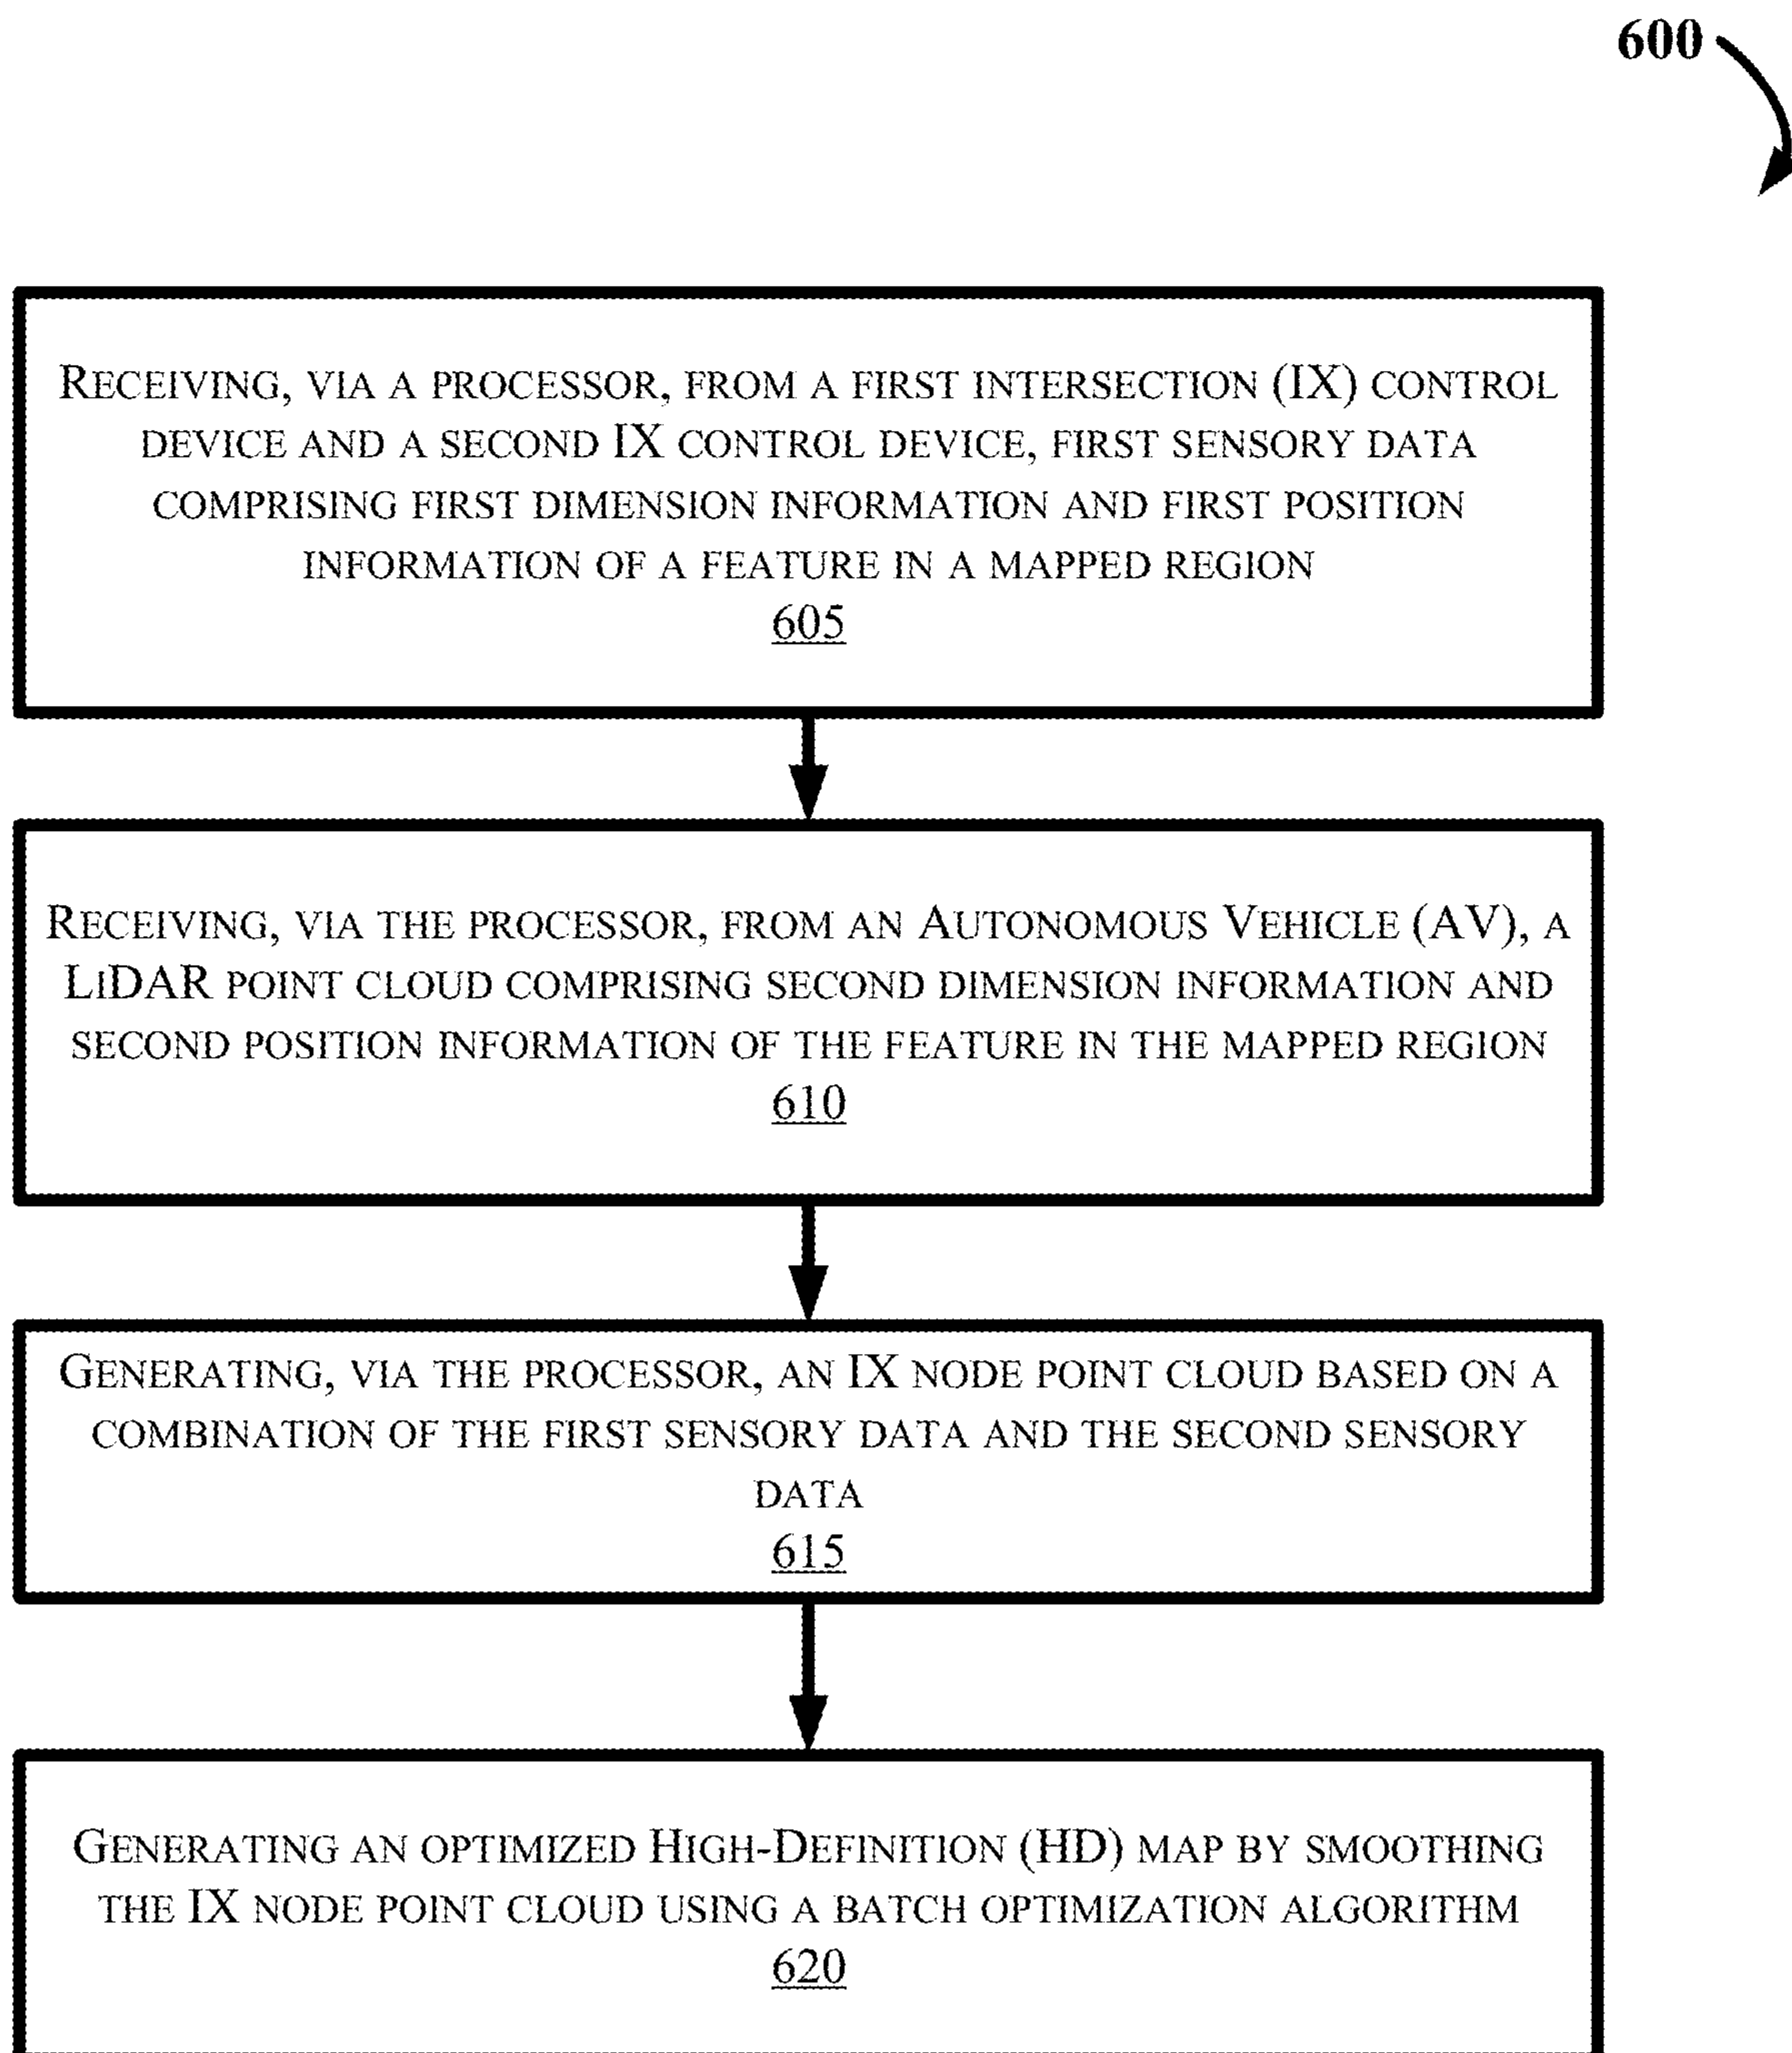 600
RECEIVING, VIA A PROCESSOR, FROM A FIRST INTERSECTION (IX) CONTROL
DEVICE AND A SECOND IX CONTROL DEVICE, FIRST SENSORY DATA
COMPRISING FIRST DIMENSION INFORMATION AND FIRST POSITION
INFORMATION OF A FEATURE IN A MAPPED REGION
605
RECEIVING, VIA THE PROCESSOR, FROM AN AUTONOMOUS VEHICLE (AV), A
LIDAR POINT CLOUD COMPRISING SECOND DIMENSION INFORMATION AND
SECOND POSITION INFORMATION OF THE FEATURE IN THE MAPPED REGION
610
GENERATING, VIA THE PROCESSOR, AN IX NODE POINT CLOUD BASED ON A
COMBINATION OF THE FIRST SENSORY DATA AND THE SECOND SENSORY
DATA
615
GENERATING AN OPTIMIZED HIGH-DEFINITION (HD) MAP BY SMOOTHING
THE IX NODE POINT CLOUD USING A BATCH OPTIMIZATION ALGORITHM
620